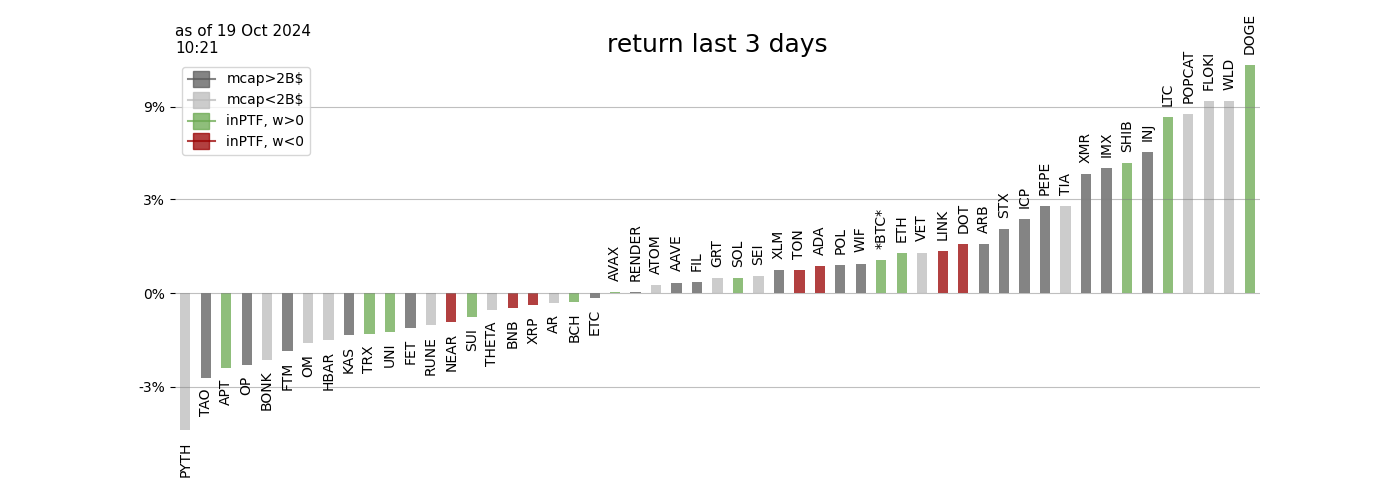 as of 19 Oct 2024
10:21
return last 3 days
mcap>2B$
mcap<2B$
inPTF, w>0
inPTF, w<0
9%
3%
0%
-3%
PYTH
TAO
APT
OP
BONK
FTM
OM
HBAR
KAS
TRX
UNI
FET
RUNE
NEAR
SUI
THETA
BNB
XRP
AR
BCH
ETC
AVAX
RENDER
ATOM
AAVE
FIL
GRT
SOL
SEI
XLM
TON
ADA
POL
WIF
*BTC*
ETH
VET
LINK
DOT
ARB
STX
ICP
PEPE
TIA
XMR
IMX
SHIB
INJ
LTC
POPCAT
FLOKI
WLD
DOGE